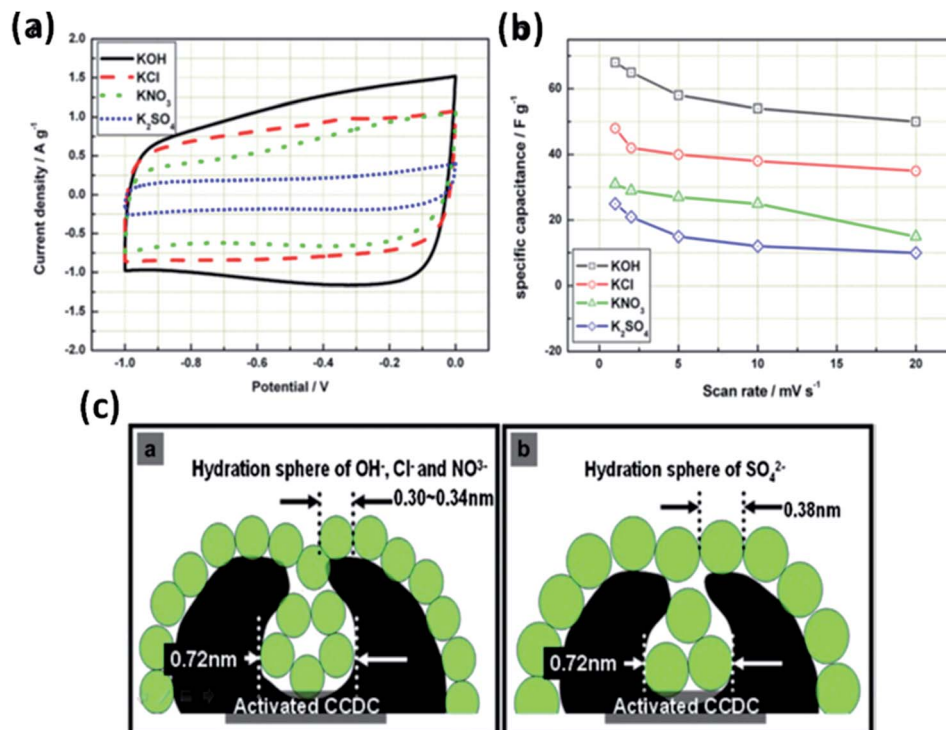 (a)
2.0
1.5
1.0
0.5
0.0
-0.5
-1.0
-1.5
-2.0
Current density / A g⁻¹
KOH
KCl
KNO₃
K₂SO₄
-1.0 -0.8 -0.6 -0.4 -0.2 0.0
Potential / V
(b)
60
40
20
0
-20
specific capacitance / F g⁻¹
KOH
KCl
KNO₃
K₂SO₄
0 5 10 15 20
Scan rate / mV s⁻¹
(c)
a
Hydration sphere of OH⁻, Cl⁻ and NO³⁻
0.30~0.34nm
0.72nm
Activated CCDC
b
Hydration sphere of SO₄²⁻
0.38nm
0.72nm
Activated CCDC